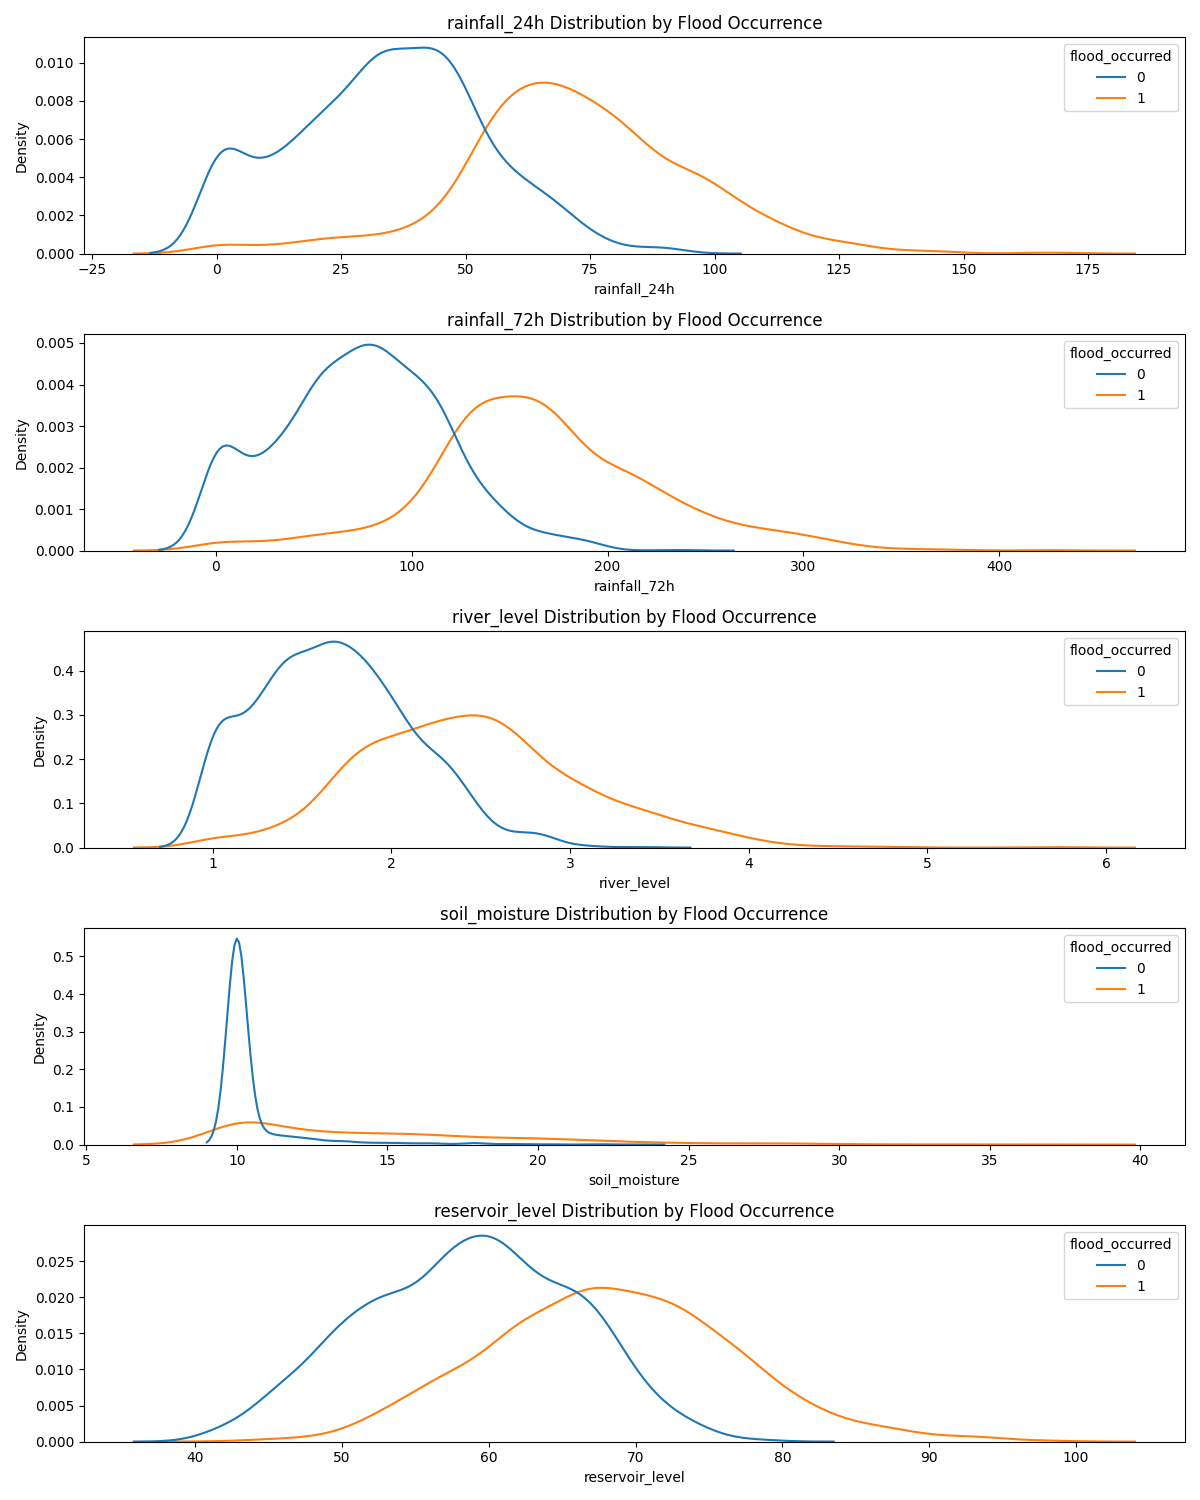 rainfall_24h Distribution by Flood Occurrence
flood_occurred
0
1
0.010
0.008
0.006
0.004
0.002
0.000
Density
−25 0 25 50 75 100 125 150 175
rainfall_24h
rainfall_72h Distribution by Flood Occurrence
flood_occurred
0
1
0.005
0.004
0.003
0.002
0.001
0.000
Density
0 100 200 300 400
rainfall_72h
river_level Distribution by Flood Occurrence
flood_occurred
0
1
0.4
0.3
0.2
0.1
0.0
Density
1 2 3 4 5 6
river_level
soil_moisture Distribution by Flood Occurrence
flood_occurred
0
1
0.5
0.4
0.3
0.2
0.1
0.0
Density
5 10 15 20 25 30 35 40
soil_moisture
reservoir_level Distribution by Flood Occurrence
flood_occurred
0
1
0.025
0.020
0.015
0.010
0.005
0.000
Density
40 50 60 70 80 90 100
reservoir_level